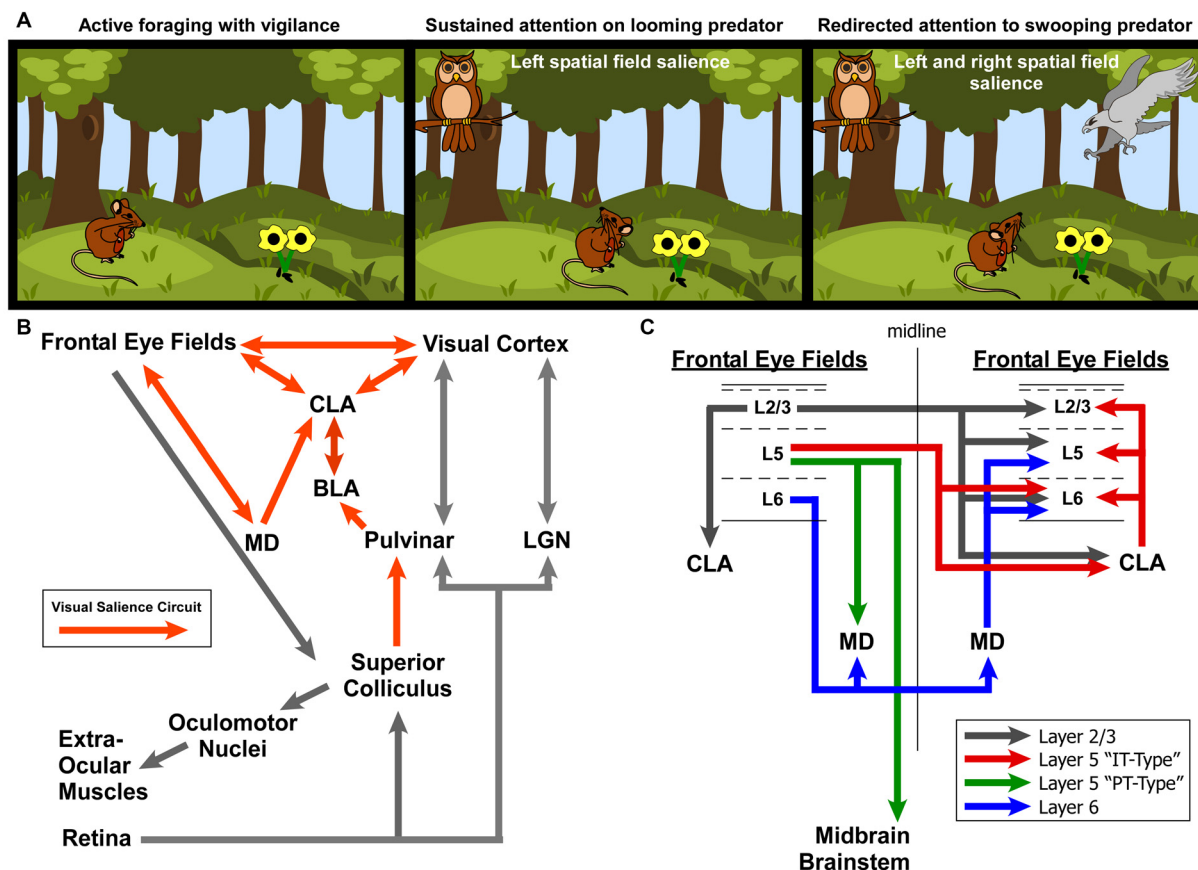 A
Active foraging with vigilance
Sustained attention on looming predator
Redirected attention to swooping predator
Left spatial field salience
Left and right spatial field
salience
B
Frontal Eye Fields
Visual Cortex
CLA
BLA
MD
Pulvinar
LGN
Visual Salience Circuit
Superior
Colliculus
Oculomotor
Nuclei
Extra-
Ocular
Muscles
Retina
C
midline
Frontal Eye Fields
Frontal Eye Fields
L2/3
L2/3
L5
L5
L6
L6
CLA
CLA
MD
MD
Layer 2/3
Layer 5 "IT-Type"
Layer 5 "PT-Type"
Layer 6
Midbrain
Brainstem